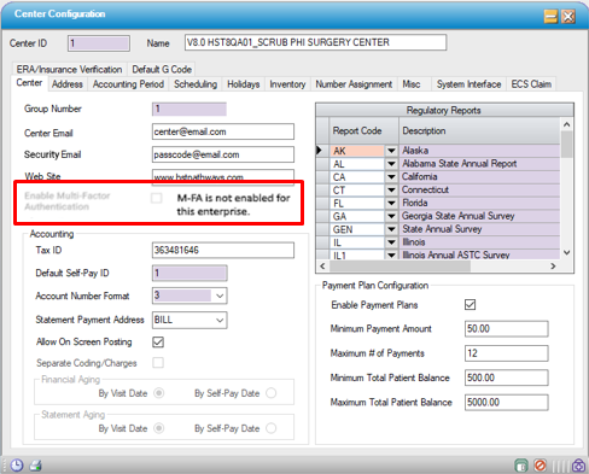 Center Configuration
Center ID 1 Name V8.0 HST8QA01_SCRUB PHI SURGERY CENTER
ERA/Insurance Verification Default G Code
Center Address Accounting Period Scheduling Holidays Inventory Number Assignment Misc System Interface ECS Claim
Group Number 1
Center Email center@email.com
Security Email passcode@email.com
Web Site www.hstpathways.com
Enable Multi-Factor
Authentication
M-FA is not enabled for
this enterprise.
Accounting
Tax ID 363481646
Default Self-Pay ID 1
Account Number Format 3
Statement Payment Address BILL
Allow On Screen Posting
Separate Coding/Charges
Financial Aging
By Visit Date By Self-Pay Date
Statement Aging
By Visit Date By Self-Pay Date
Regulatory Reports
Report Code Description
AK Alaska
AL Alabama State Annual Report
CA California
CT Connecticut
FL Florida
GA Georgia State Annual Survey
GEN State Annual Survey
IL Illinois
IL1 Illinois Annual ASTC Survey
Payment Plan Configuration
Enable Payment Plans
Minimum Payment Amount 50.00
Maximum # of Payments 12
Minimum Total Patient Balance 500.00
Maximum Total Patient Balance 5000.00